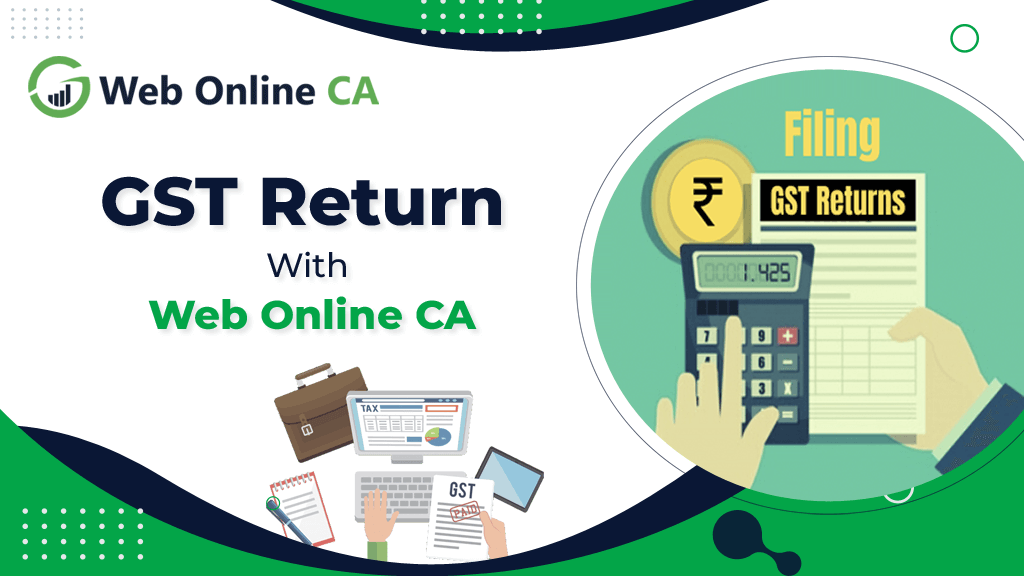 Web Online CA
GST Return
With
Web Online CA
Filing
₹
GST Returns
1.425
7
9
+
6
−
3
X
=
TAX
GST
PAID